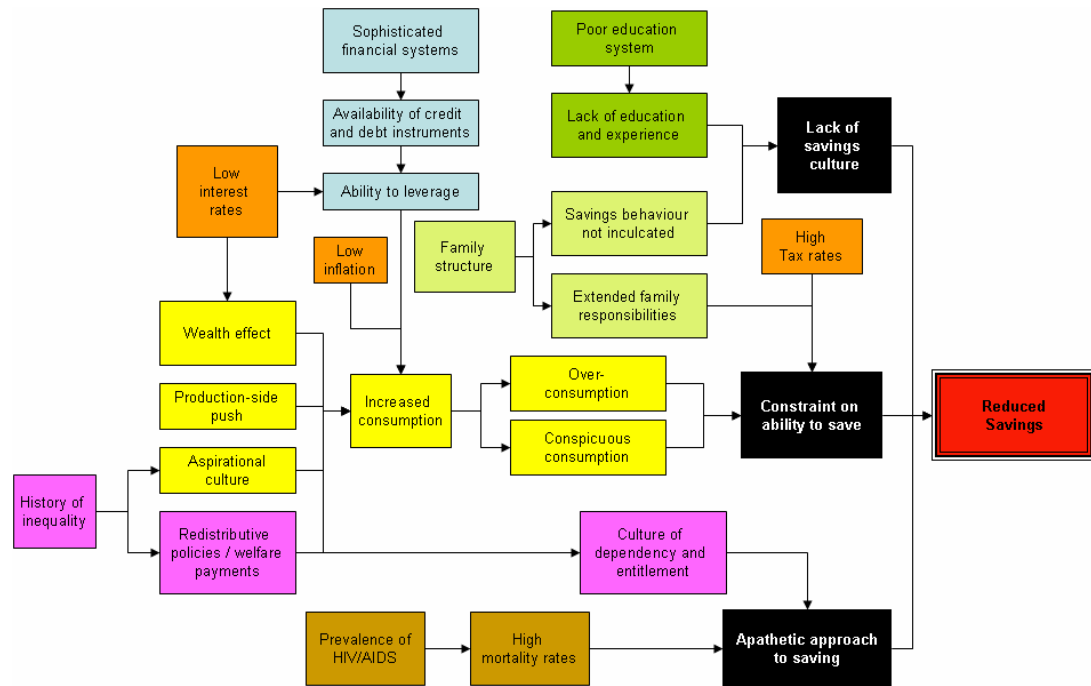 Sophisticated
financial systems
Poor education
system
Availability of credit
and debt instruments
Lack of education
and experience
Lack of
savings
culture
Low
interest
rates
Ability to leverage
Savings behaviour
not inculcated
Family
structure
High
Tax rates
Low
inflation
Extended family
responsibilities
Wealth effect
Production-side
push
Increased
consumption
Over-
consumption
Conspicuous
consumption
Constraint on
ability to save
Reduced
Savings
Aspirational
culture
History of
inequality
Redistributive
policies / welfare
payments
Culture of
dependency and
entitlement
Prevalence of
HIV/AIDS
High
mortality rates
Apathetic approach
to saving